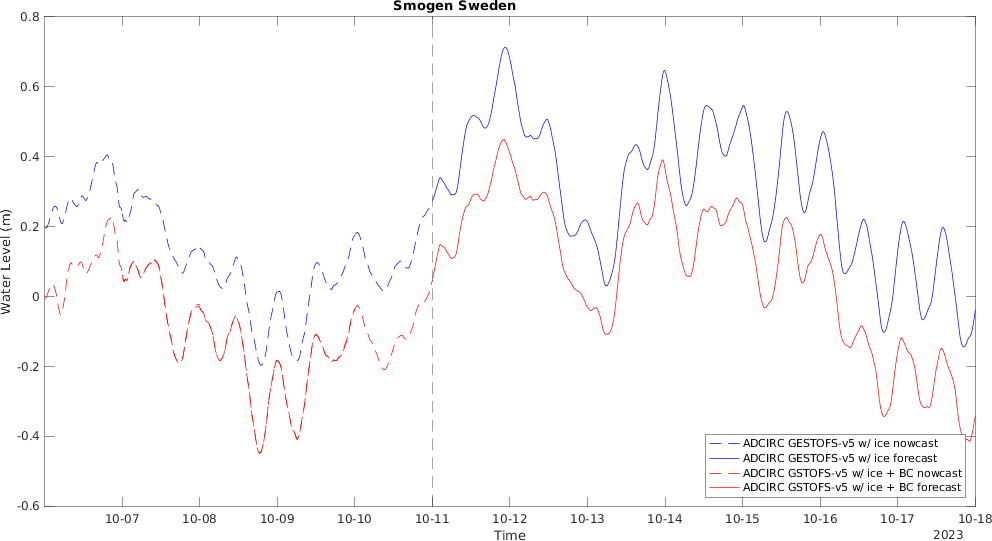 Smogen Sweden
Water Level (m)
0.8
0.6
0.4
0.2
0
-0.2
-0.4
-0.6
ADCIRC GESTOFS-v5 w/ ice nowcast
ADCIRC GESTOFS-v5 w/ ice forecast
ADCIRC GSTOFS-v5 w/ ice + BC nowcast
ADCIRC GSTOFS-v5 w/ ice + BC forecast
10-07 10-08 10-09 10-10 10-11 10-12 10-13 10-14 10-15 10-16 10-17 10-18
Time
2023